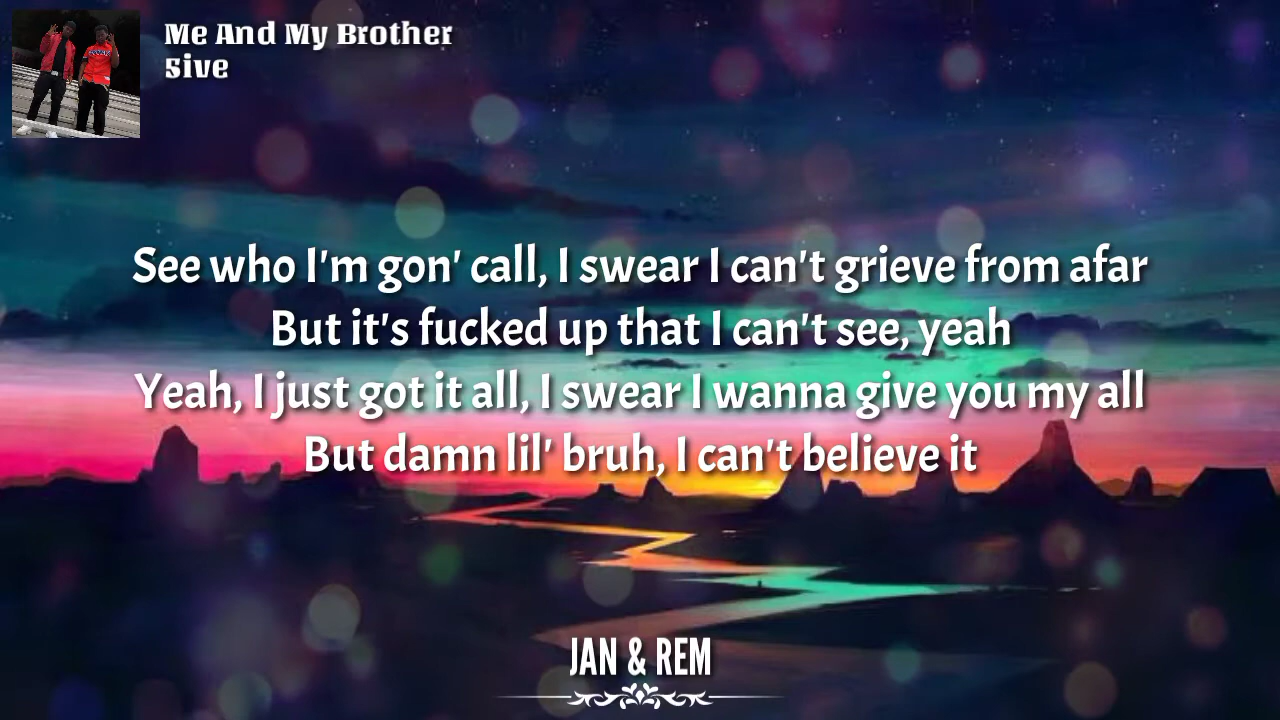 Me And My Brother
5ive
See who I'm gon' call, I swear I can't grieve from afar
But it's fucked up that I can't see, yeah
Yeah, I just got it all, I swear I wanna give you my all
But damn lil' bruh, I can't believe it
JAN & REM